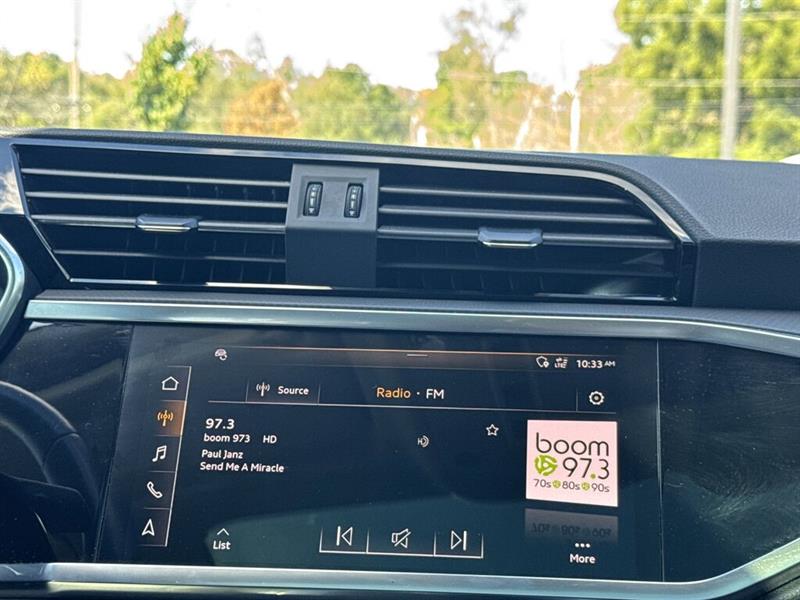 LTE 10:33 AM
Source
Radio · FM
97.3
boom 973 HD
Paul Janz
Send Me A Miracle
boom
97.3
70s 80s 90s
List
More